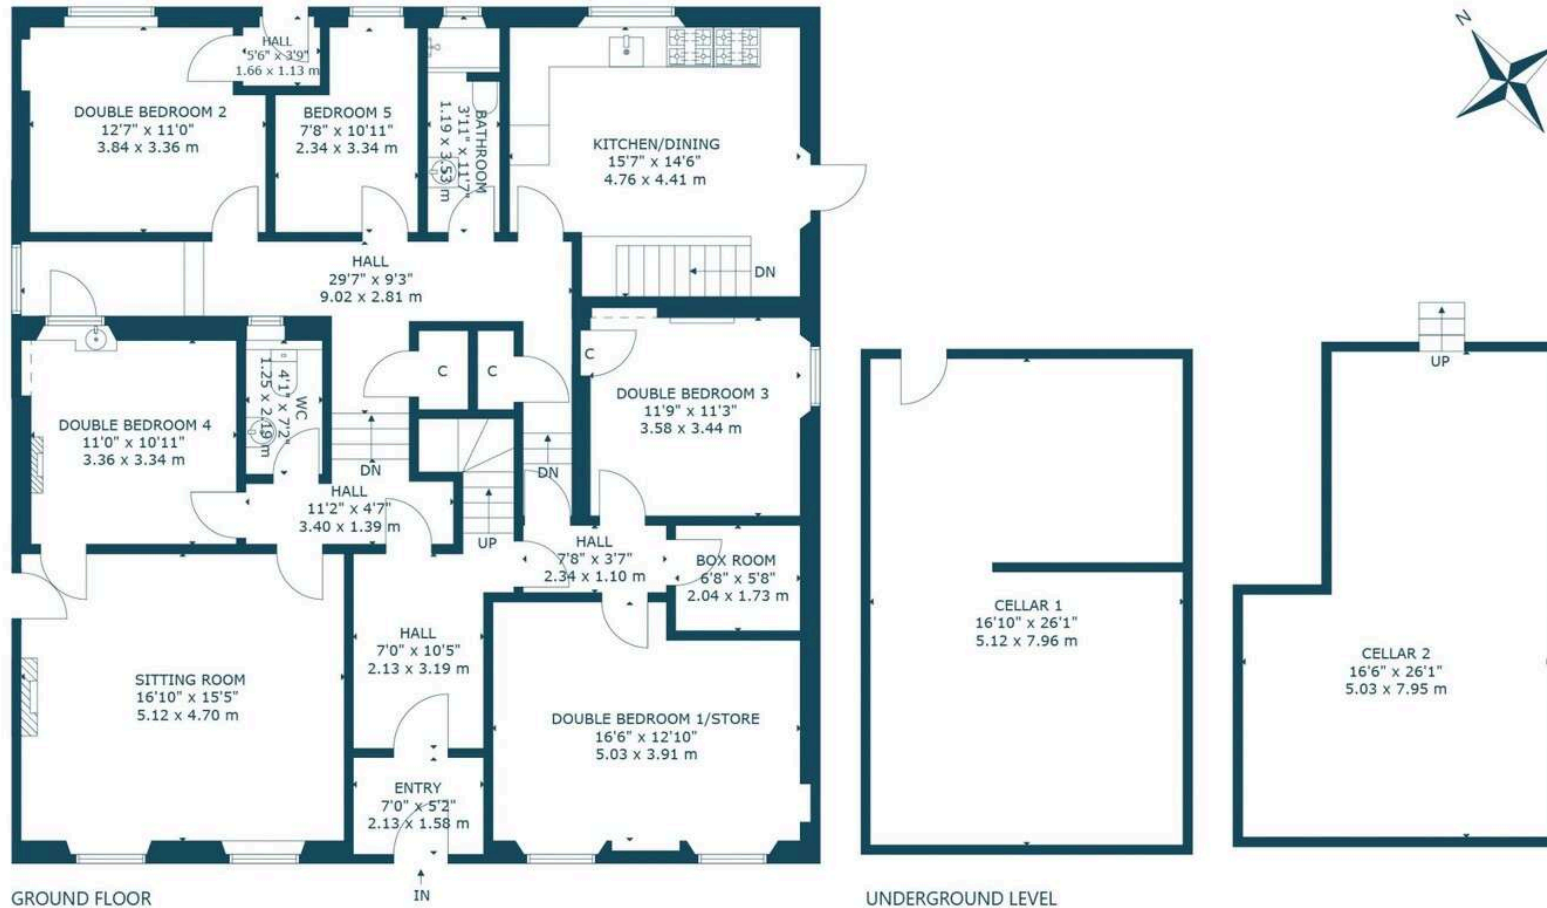 HALL
5'6" x 3'9"
1.66 x 1.13 m
N
DOUBLE BEDROOM 2
12'7" x 11'0"
3.84 x 3.36 m
BEDROOM 5
7'8" x 10'11"
2.34 x 3.34 m
BATHROOM
3'11" x 11'7"
1.19 x 3.53 m
KITCHEN/DINING
15'7" x 14'6"
4.76 x 4.41 m
DN
HALL
29'7" x 9'3"
9.02 x 2.81 m
C
C
C
WC
4'1" x 7'2"
1.25 x 2.19 m
DOUBLE BEDROOM 3
11'9" x 11'3"
3.58 x 3.44 m
DOUBLE BEDROOM 4
11'0" x 10'11"
3.36 x 3.34 m
DN
DN
HALL
11'2" x 4'7"
3.40 x 1.39 m
UP
HALL
7'8" x 3'7"
2.34 x 1.10 m
BOX ROOM
6'8" x 5'8"
2.04 x 1.73 m
HALL
7'0" x 10'5"
2.13 x 3.19 m
SITTING ROOM
16'10" x 15'5"
5.12 x 4.70 m
DOUBLE BEDROOM 1/STORE
16'6" x 12'10"
5.03 x 3.91 m
ENTRY
7'0" x 5'2"
2.13 x 1.58 m
IN
GROUND FLOOR
CELLAR 1
16'10" x 26'1"
5.12 x 7.96 m
UP
CELLAR 2
16'6" x 26'1"
5.03 x 7.95 m
UNDERGROUND LEVEL